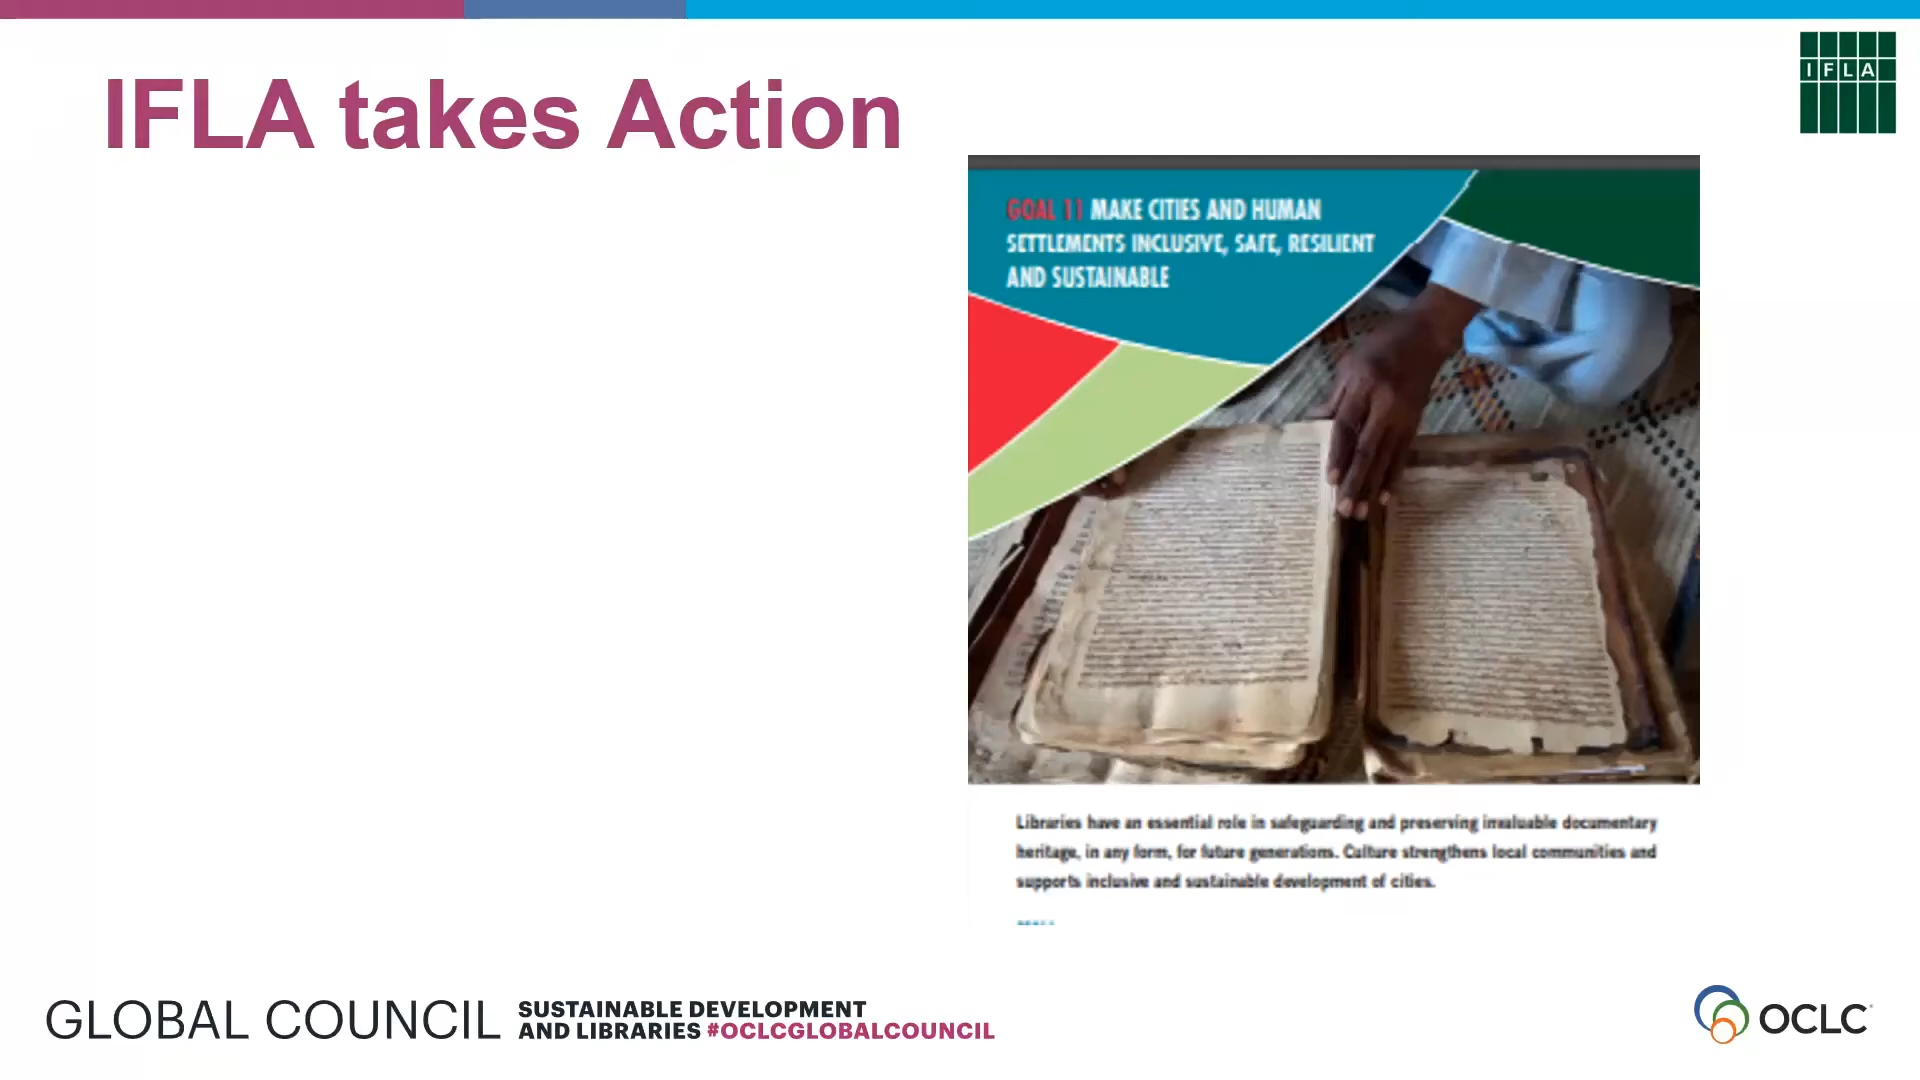 IFLA takes Action
IFLA
GOAL 11 MAKE CITIES AND HUMAN
SETTLEMENTS INCLUSIVE, SAFE, RESILIENT
AND SUSTAINABLE
Libraries have an essential role in safeguarding and preserving invaluable documentary
heritage, in any form, for future generations. Culture strengthens local communities and
supports inclusive and sustainable development of cities.
GLOBAL COUNCIL
SUSTAINABLE DEVELOPMENT
AND LIBRARIES #OCLCGLOBALCOUNCIL
OCLC